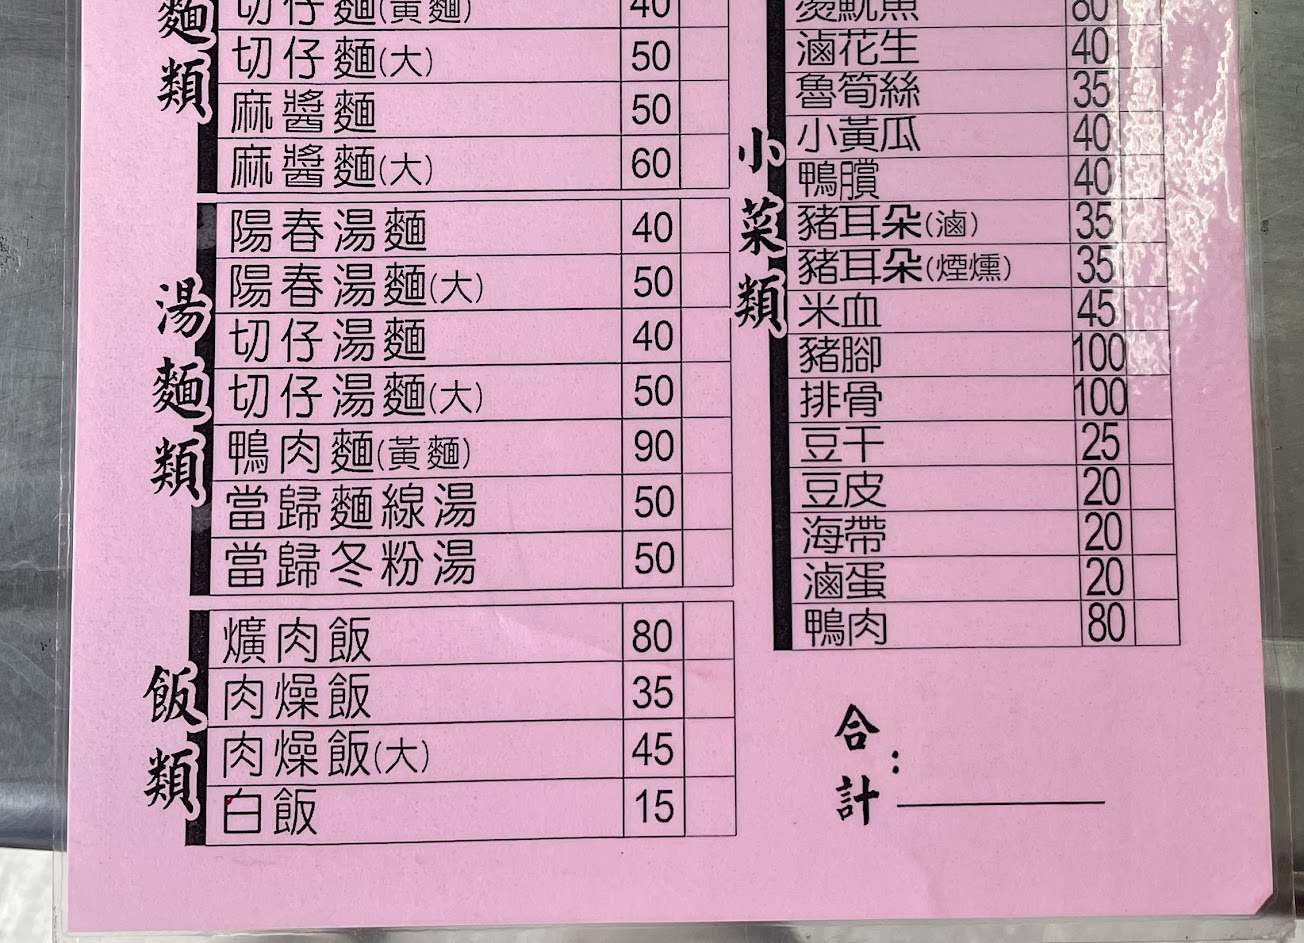 麵類
切仔麵(黃麵) 40
切仔麵(大) 50
麻醬麵 50
麻醬麵(大) 60
湯麵類
陽春湯麵 40
陽春湯麵(大) 50
切仔湯麵 40
切仔湯麵(大) 50
鴨肉麵(黃麵) 90
當歸麵線湯 50
當歸冬粉湯 50
飯類
爌肉飯 80
肉燥飯 35
肉燥飯(大) 45
白飯 15
小菜類
燙魷魚 80
滷花生 40
魯筍絲 35
小黃瓜 40
鴨臏 40
豬耳朵(滷) 35
豬耳朵(煙燻) 35
米血 45
豬腳 100
排骨 100
豆干 25
豆皮 20
海帶 20
滷蛋 20
鴨肉 80
合計: